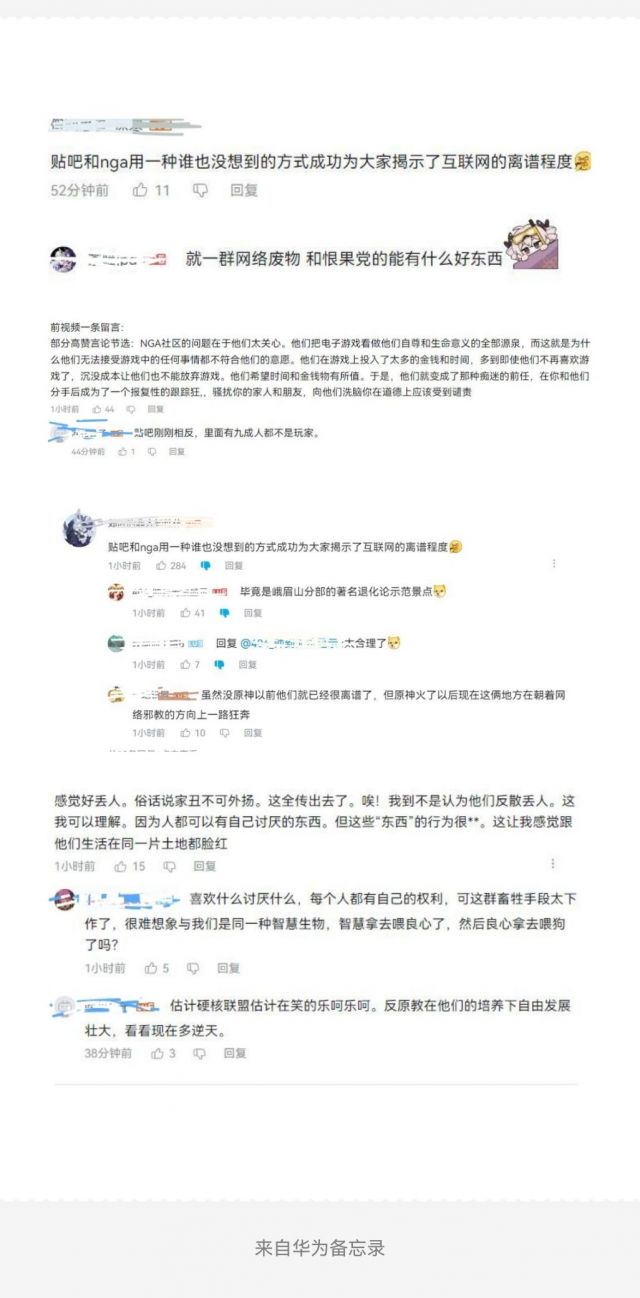 贴吧和nga用一种谁也没想到的方式成功为大家揭示了互联网的离谱程度
52分钟前 11 回复
就一群网络废物 和恨果党的能有什么好东西
前视频一条留言：
部分高赞言论节选：NGA社区的问题在于他们太关心。他们把电子游戏看做他们自尊和生命意义的全部源泉，而这就是为什
么他们无法接受游戏中的任何事情都不符合他们的意愿。他们在游戏上投入了太多的金钱和时间，多到即使他们不再喜欢游
戏了，沉没成本让他们也不能放弃游戏。他们希望时间和金钱物有所值。于是，他们就变成了那种痴迷的前任，在你和他们
分手后成为了一个报复性的跟踪狂,，骚扰你的家人和朋友，向他们洗脑你在道德上应该受到谴责
1小时前 44 回复
贴吧刚刚相反，里面有九成人都不是玩家。
44分钟前 1 回复
贴吧和nga用一种谁也没想到的方式成功为大家揭示了互联网的离谱程度
1小时前 284 回复
毕竟是峨眉山分部的著名退化论示范景点
1小时前 41 回复
回复 太合理了
1小时前 7 回复
虽然没原神以前他们就已经很离谱了，但原神火了以后现在这俩地方在朝着网
络邪教的方向上一路狂奔
1小时前 10 回复
感觉好丢人。俗话说家丑不可外扬。这全传出去了。唉！我到不是认为他们反散丢人。这
我可以理解。因为人都可以有自己讨厌的东西。但这些“东西”的行为很**。这让我感觉跟
他们生活在同一片土地都脸红
1小时前 15 回复
喜欢什么讨厌什么，每个人都有自己的权利，可这群畜牲手段太下
作了，很难想象与我们是同一种智慧生物，智慧拿去喂良心了，然后良心拿去喂狗
了吗？
1小时前 5 回复
估计硬核联盟估计在笑的乐呵乐呵。反原教在他们的培养下自由发展
壮大，看看现在多逆天。
38分钟前 3 回复
来自华为备忘录